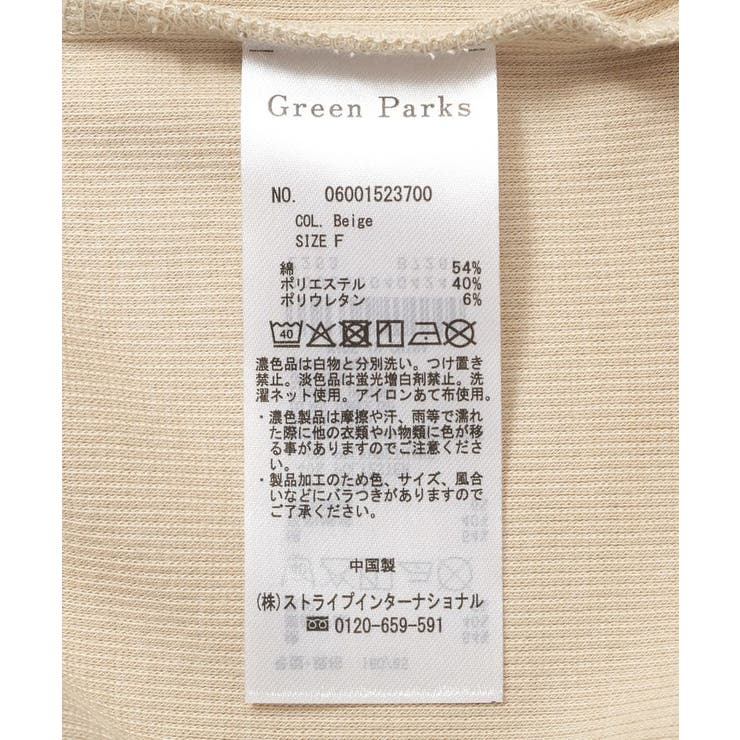 Green Parks
NO. 06001523700
COL. Beige
SIZE F
綿 54%
ポリエステル 40%
ポリウレタン 6%
40
濃色品は白物と分別洗い。つけ置き
禁止。淡色品は蛍光増白剤禁止。洗
濯ネット使用。アイロンあて布使用。
・濃色製品は摩擦や汗、雨等で濡れ
た際に他の衣類や小物類に色が移
る事がありますのでご注意くださ
い。
・製品加工のため色、サイズ、風合
いなどにバラつきがありますので
ご了承ください。
中国製
(株)ストライプインターナショナル
0120-659-591